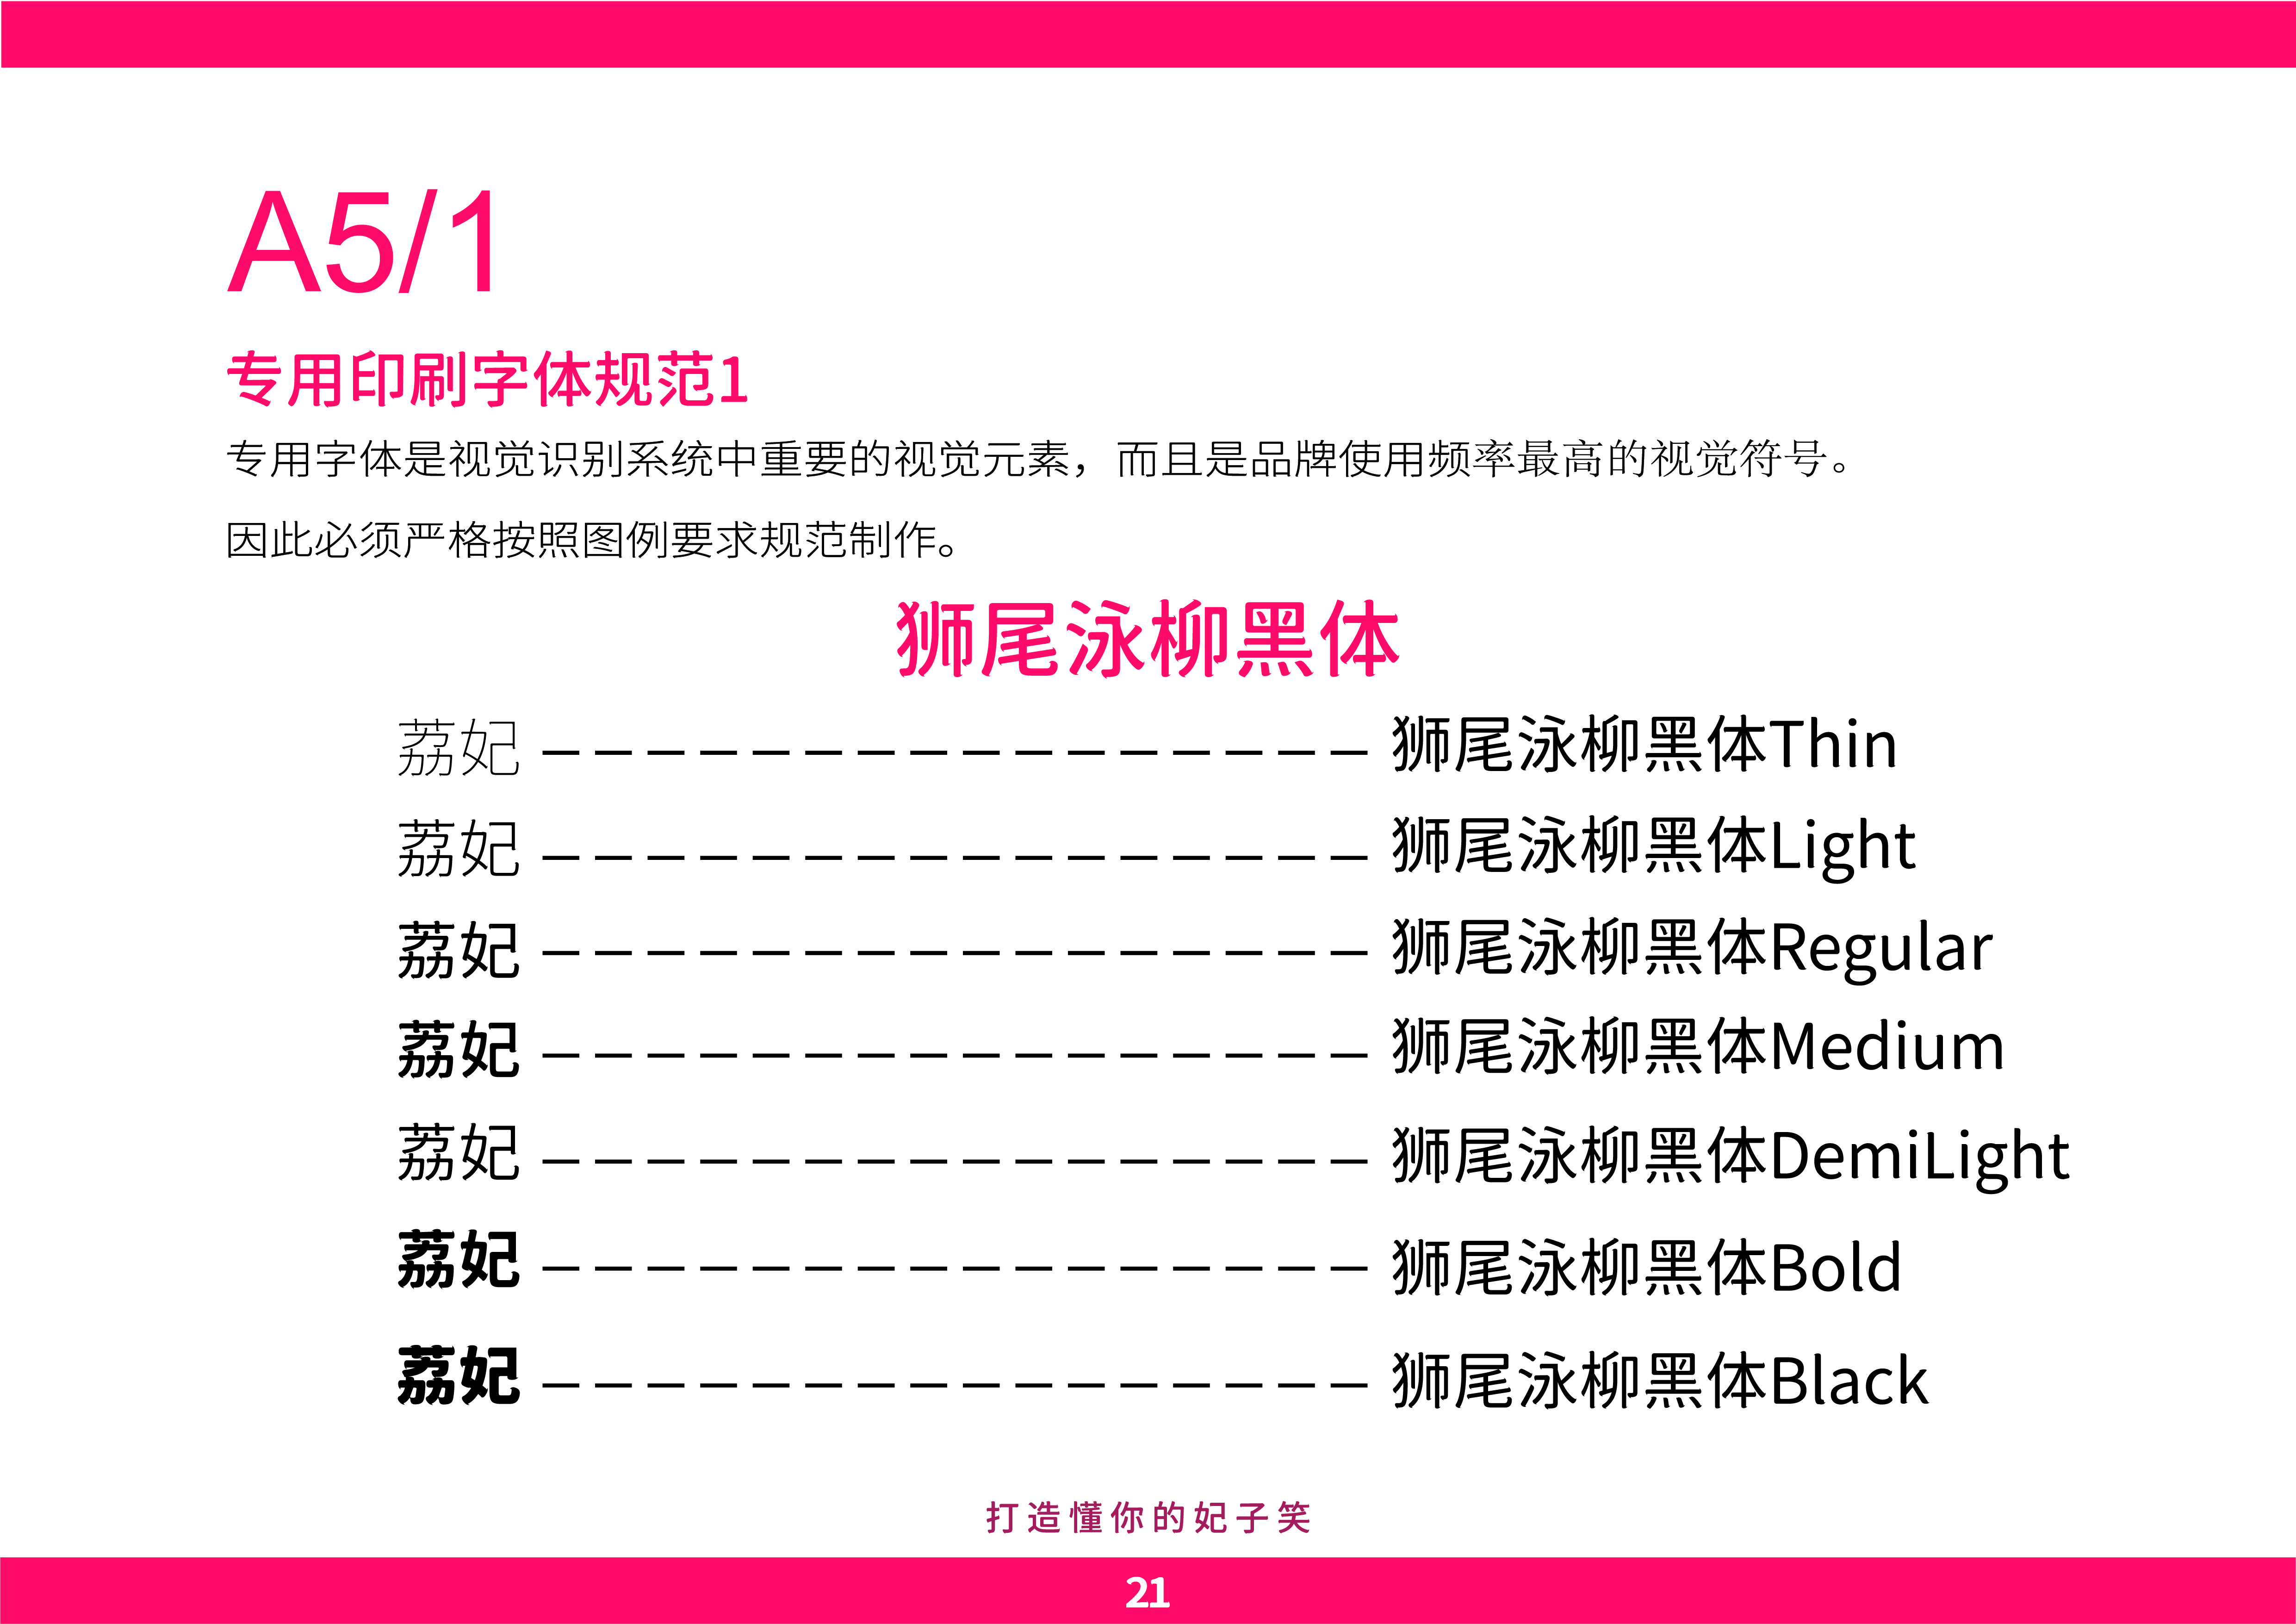 A5/1
专用印刷字体规范1
专用字体是视觉识别系统中重要的视觉元素，而且是品牌使用频率最高的视觉符号。
因此必须严格按照图例要求规范制作。
狮尾泳柳黑体
荔妃 — — — — — — — — — — — — — — — — 狮尾泳柳黑体Thin
荔妃 — — — — — — — — — — — — — — — — 狮尾泳柳黑体Light
荔妃 — — — — — — — — — — — — — — — — 狮尾泳柳黑体Regular
荔妃 — — — — — — — — — — — — — — — — 狮尾泳柳黑体Medium
荔妃 — — — — — — — — — — — — — — — — 狮尾泳柳黑体DemiLight
荔妃 — — — — — — — — — — — — — — — — 狮尾泳柳黑体Bold
荔妃 — — — — — — — — — — — — — — — — 狮尾泳柳黑体Black
打造懂你的妃子笑
21